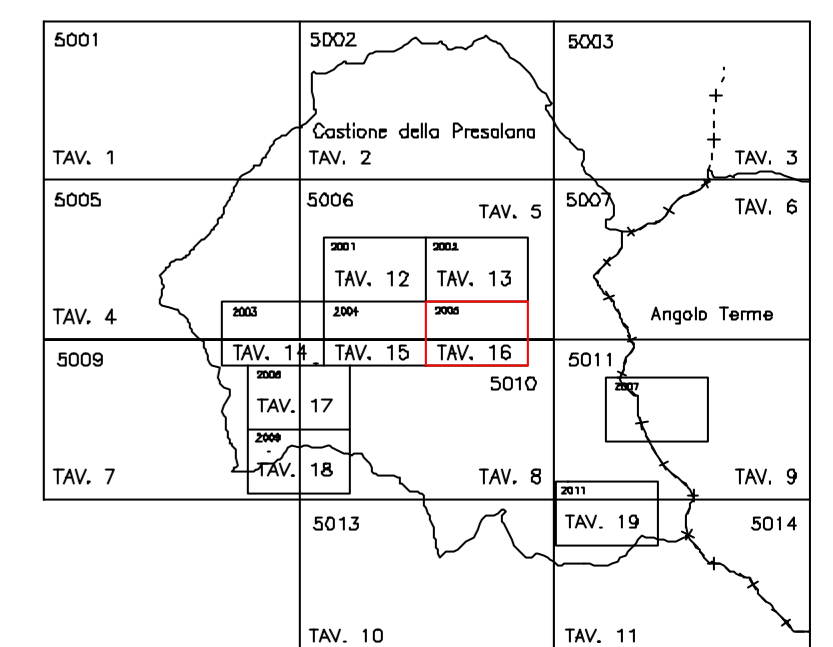 5001
5002
5003
Castione della Presolana
TAV. 1
TAV. 2
TAV. 3
5005
5006
5007
TAV. 5
TAV. 6
2001
2002
TAV. 12
TAV. 13
TAV. 4
2003
2004
2005
Angolo Terme
TAV. 14
TAV. 15
TAV. 16
5009
5010
5011
2007
TAV. 17
2009
TAV. 18
TAV. 7
TAV. 8
TAV. 9
2011
TAV. 19
5013
5014
TAV. 10
TAV. 11